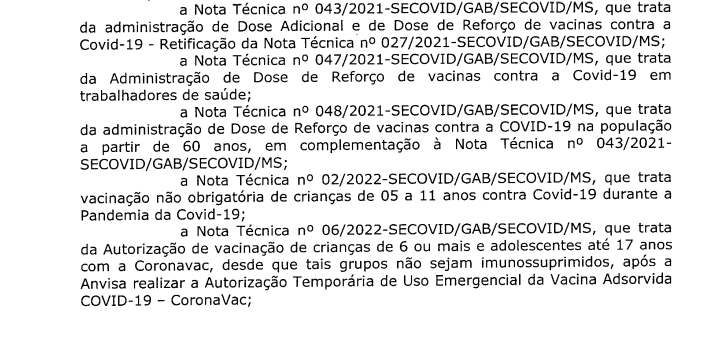 a Nota Técnica nº 043/2021-SECOVID/GAB/SECOVID/MS, que trata
da administração de Dose Adicional e de Dose de Reforço de vacinas contra a
Covid-19 - Retificação da Nota Técnica nº 027/2021-SECOVID/GAB/SECOVID/MS;
a Nota Técnica nº 047/2021-SECOVID/GAB/SECOVID/MS, que trata
da Administração de Dose de Reforço de vacinas contra a Covid-19 em
trabalhadores de saúde;
a Nota Técnica nº 048/2021-SECOVID/GAB/SECOVID/MS, que trata
da administração de Dose de Reforço de vacinas contra a COVID-19 na população
a partir de 60 anos, em complementação à Nota Técnica nº 043/2021-
SECOVID/GAB/SECOVID/MS;
a Nota Técnica nº 02/2022-SECOVID/GAB/SECOVID/MS, que trata
vacinação não obrigatória de crianças de 05 a 11 anos contra Covid-19 durante a
Pandemia da Covid-19;
a Nota Técnica nº 06/2022-SECOVID/GAB/SECOVID/MS, que trata
da Autorização de vacinação de crianças de 6 ou mais e adolescentes até 17 anos
com a Coronavac, desde que tais grupos não sejam imunossuprimidos, após a
Anvisa realizar a Autorização Temporária de Uso Emergencial da Vacina Adsorvida
COVID-19 – CoronaVac;